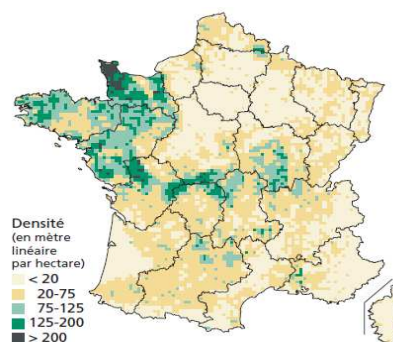 Densité
(en mètre
linéaire
par hectare)
< 20
20-75
75-125
125-200
> 200